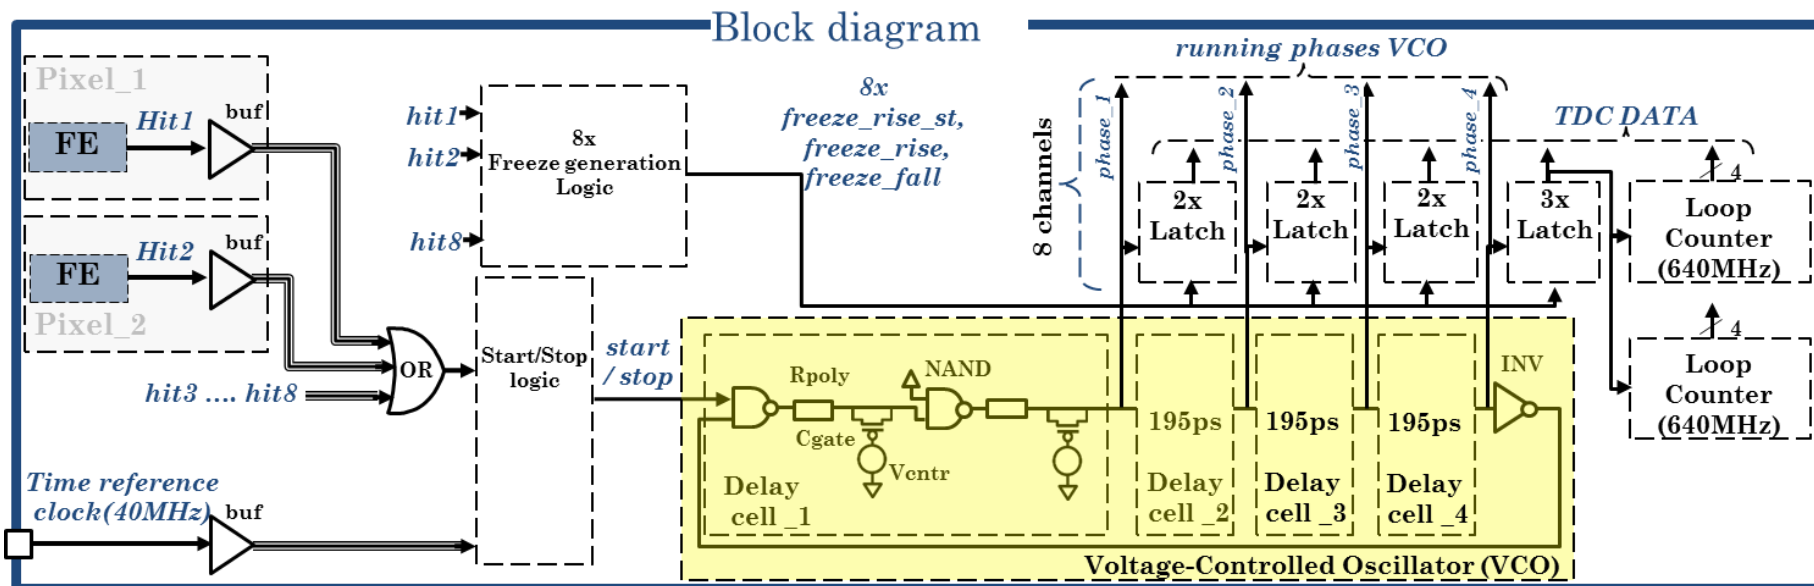 Block diagram
Pixel_1
FE
Hit1
buf
Pixel_2
FE
Hit2
buf
hit3 .... hit8
OR
Time reference
clock(40MHz)
buf
hit1
hit2
hit8
8x
Freeze generation
Logic
Start/Stop
logic
start
/ stop
8x
freeze_rise_st,
freeze_rise,
freeze_fall
running phases VCO
8 channels
phase_1
phase_2
phase_3
phase_4
TDC DATA
2x
Latch
2x
Latch
2x
Latch
3x
Latch
4
Loop
Counter
(640MHz)
4
Loop
Counter
(640MHz)
Rpoly
NAND
Cgate
Vcntr
Delay
cell _1
195ps
Delay
cell _2
195ps
Delay
cell _3
195ps
Delay
cell _4
INV
Voltage-Controlled Oscillator (VCO)